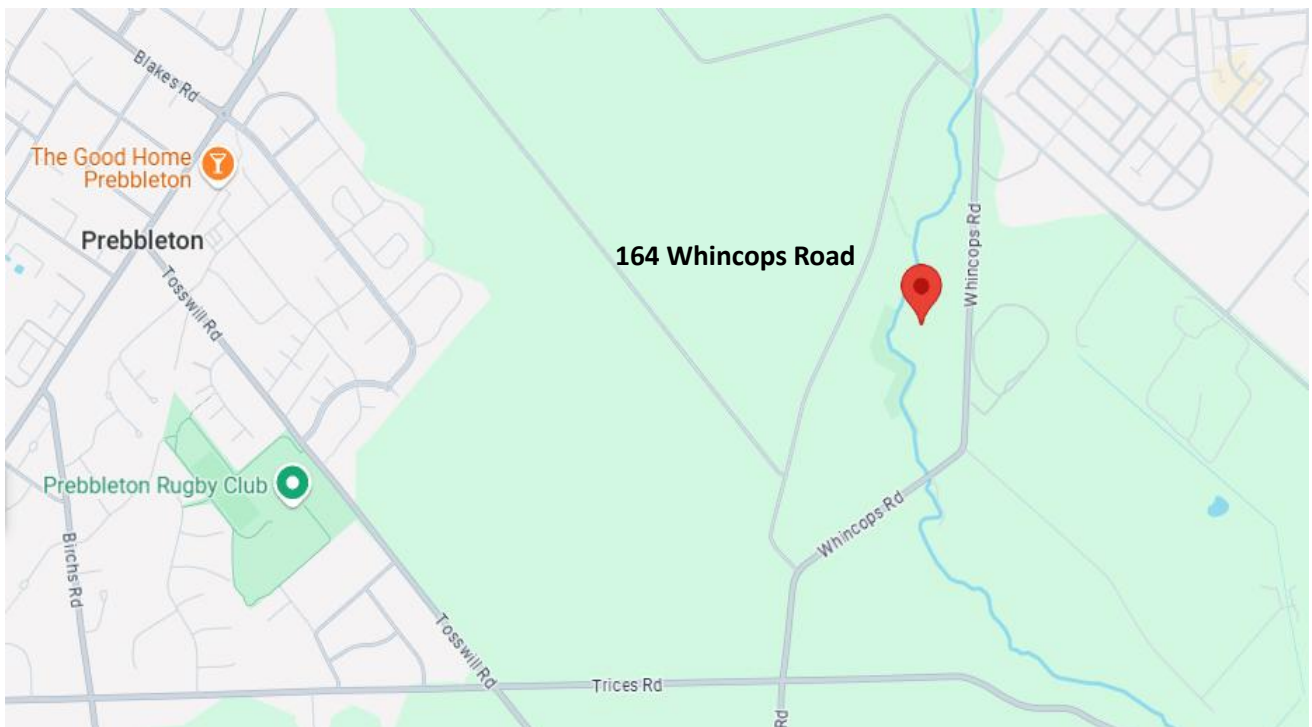 Blakes Rd
The Good Home
Prebbleton
Prebbleton
164 Whincops Road
Whincops Rd
Tosswill Rd
Prebbleton Rugby Club
Whincops Rd
Birchs Rd
Tosswill Rd
Trices Rd
Rd